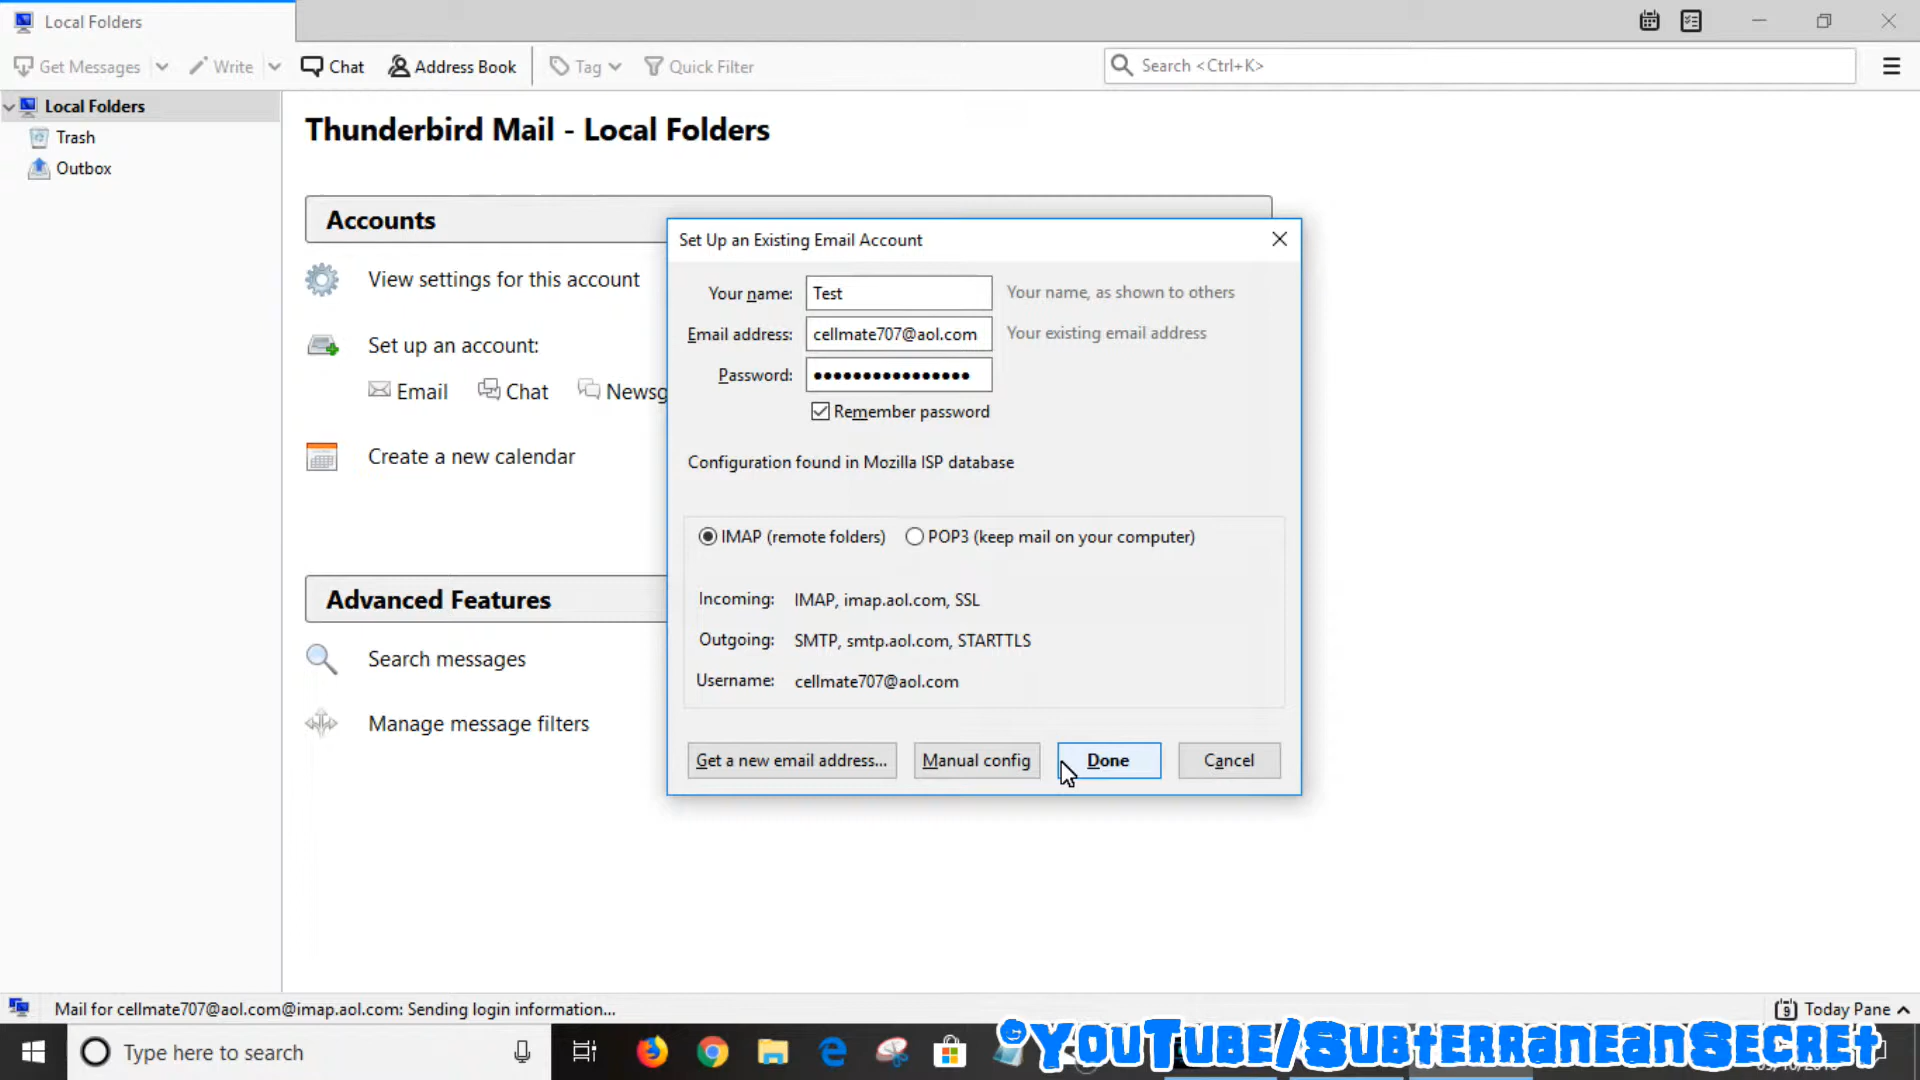 Local Folders
Get Messages
Write
Chat
Address Book
Tag
Quick Filter
Search <Ctrl+K>
Local Folders
Trash
Outbox
Thunderbird Mail - Local Folders
Accounts
View settings for this account
Set up an account:
Email
Chat
Newsg
Create a new calendar
Advanced Features
Search messages
Manage message filters
Set Up an Existing Email Account
Your name: Test Your name, as shown to others
Email address: cellmate707@aol.com Your existing email address
Password: ••••••••••••••••
Remember password
Configuration found in Mozilla ISP database
IMAP (remote folders) POP3 (keep mail on your computer)
Incoming: IMAP, imap.aol.com, SSL
Outgoing: SMTP, smtp.aol.com, STARTTLS
Username: cellmate707@aol.com
Get a new email address... Manual config Done Cancel
Mail for cellmate707@aol.com@imap.aol.com: Sending login information...
9 Today Pane
Type here to search
©YouTube/SubterraneanSecret